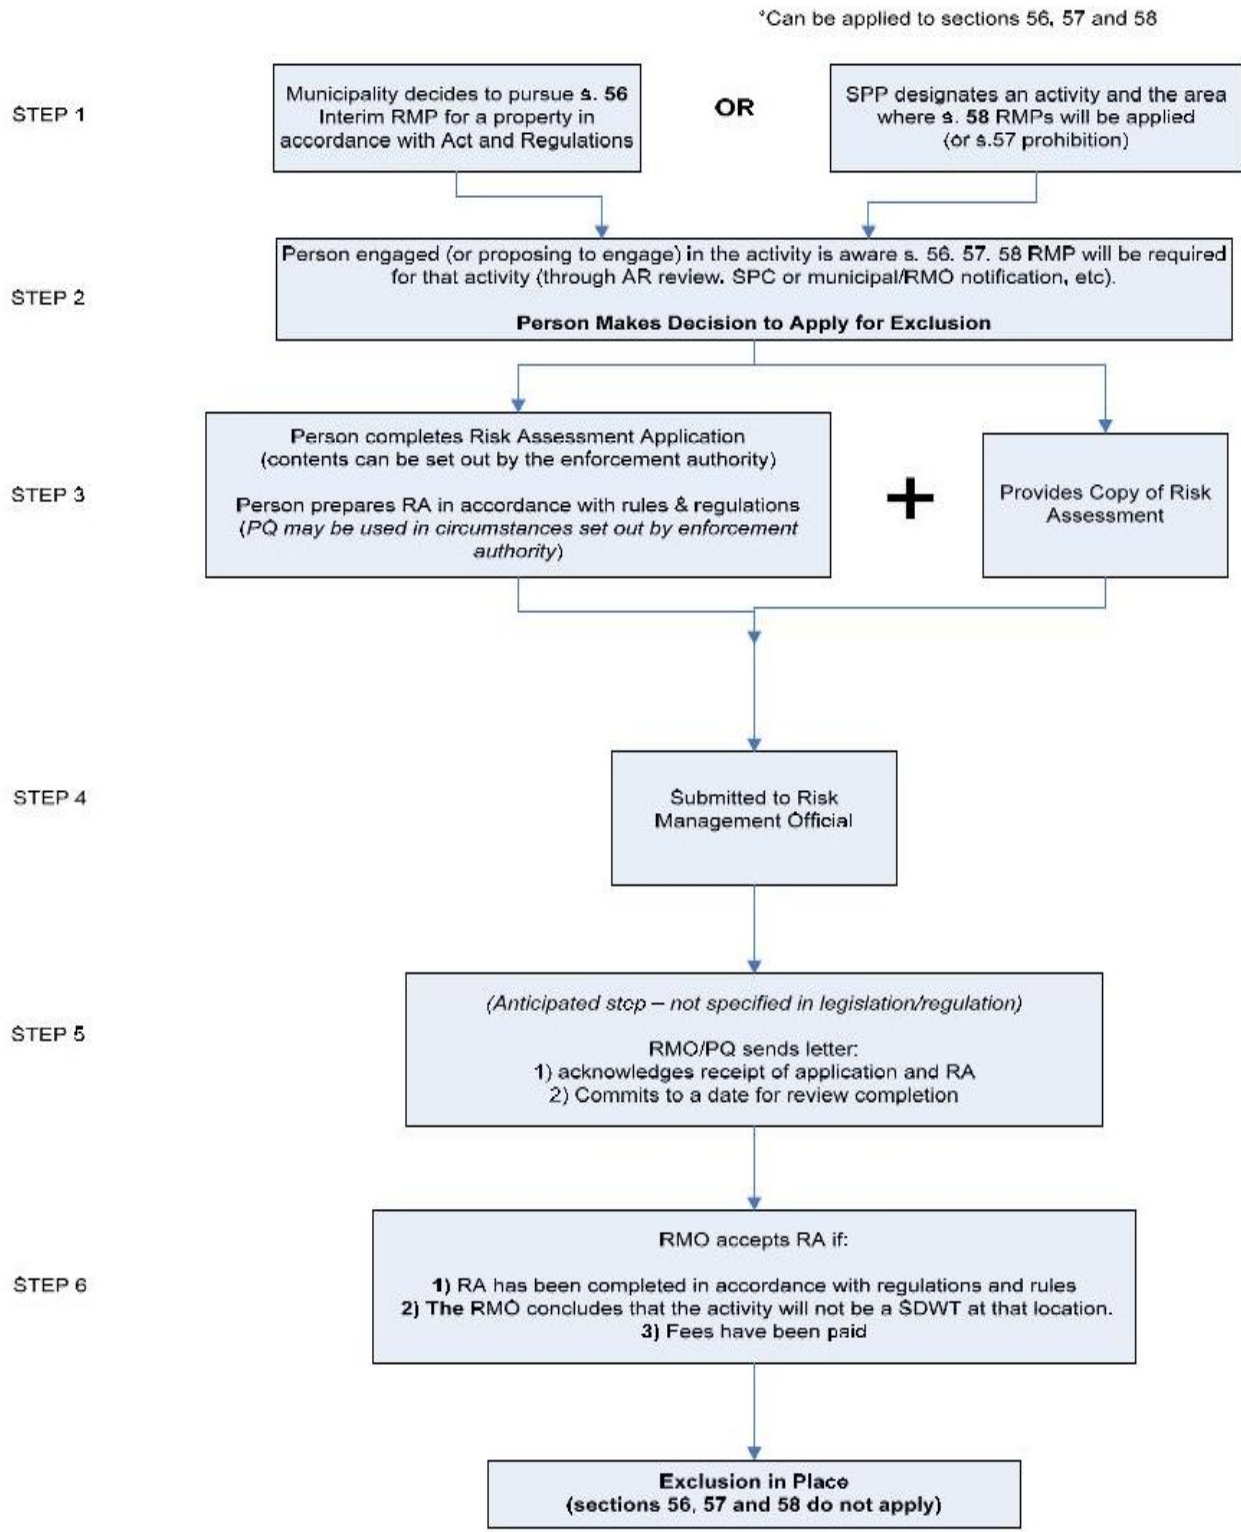 *Can be applied to sections 56, 57 and 58
STEP 1
Municipality decides to pursue s. 56
Interim RMP for a property in
accordance with Act and Regulations
OR
SPP designates an activity and the area
where s. 58 RMPs will be applied
(or s.57 prohibition)
STEP 2
Person engaged (or proposing to engage) in the activity is aware s. 56. 57. 58 RMP will be required
for that activity (through AR review. SPC or municipal/RMO notification, etc).
Person Makes Decision to Apply for Exclusion
STEP 3
Person completes Risk Assessment Application
(contents can be set out by the enforcement authority)
Person prepares RA in accordance with rules & regulations
(PQ may be used in circumstances set out by enforcement
authority)
+
Provides Copy of Risk
Assessment
STEP 4
Submitted to Risk
Management Official
STEP 5
(Anticipated step – not specified in legislation/regulation)
RMO/PQ sends letter:
1) acknowledges receipt of application and RA
2) Commits to a date for review completion
STEP 6
RMO accepts RA if:
1) RA has been completed in accordance with regulations and rules
2) The RMO concludes that the activity will not be a SDWT at that location.
3) Fees have been paid
Exclusion in Place
(sections 56, 57 and 58 do not apply)